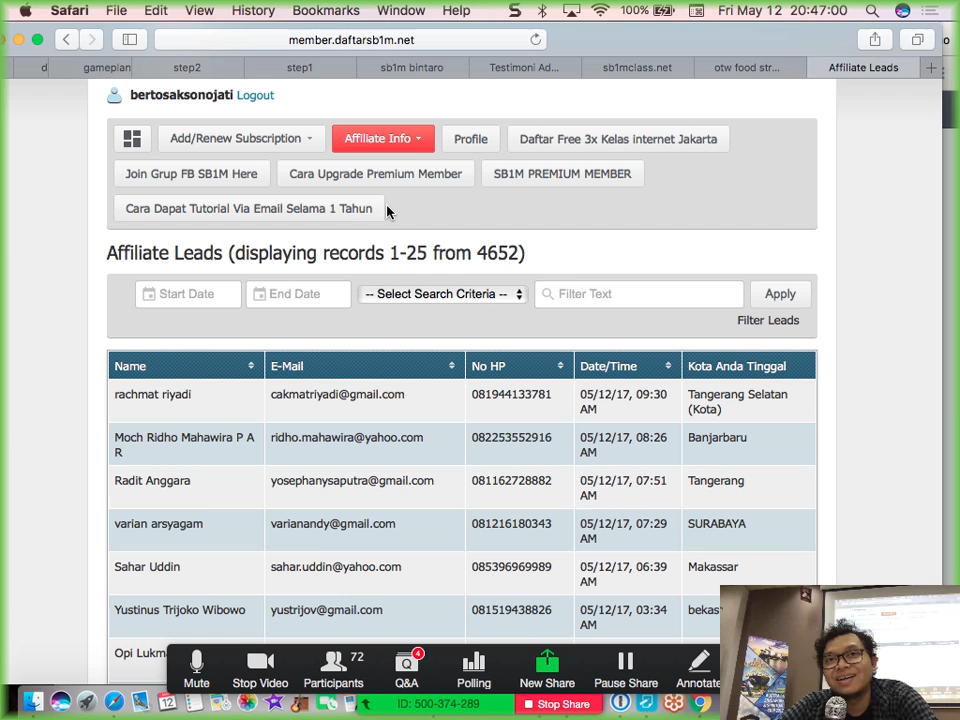 Safari File Edit View History Bookmarks Window Help 100% Fri May 12 20:47:00
member.daftarsb1m.net
d gameplan step2 step1 sb1m bintaro Testimoni Ad... sb1mclass.net otw food str... Affiliate Leads
bertosaksonojati Logout
Add/Renew Subscription Affiliate Info Profile Daftar Free 3x Kelas internet Jakarta
Join Grup FB SB1M Here Cara Upgrade Premium Member SB1M PREMIUM MEMBER
Cara Dapat Tutorial Via Email Selama 1 Tahun
Affiliate Leads (displaying records 1-25 from 4652)
Start Date End Date -- Select Search Criteria -- Filter Text Apply
Filter Leads
Name E-Mail No HP Date/Time Kota Anda Tinggal
rachmat riyadi cakmatriyadi@gmail.com 081944133781 05/12/17, 09:30 Tangerang Selatan
AM (Kota)
Moch Ridho Mahawira P A ridho.mahawira@yahoo.com 082253552916 05/12/17, 08:26 Banjarbaru
R AM
Radit Anggara yosephanysaputra@gmail.com 081162728882 05/12/17, 07:51 Tangerang
AM
varian arsyagam varianandy@gmail.com 081216180343 05/12/17, 07:29 SURABAYA
AM
Sahar Uddin sahar.uddin@yahoo.com 085396969989 05/12/17, 06:39 Makassar
AM
Yustinus Trijoko Wibowo yustrijov@gmail.com 081519438826 05/12/17, 03:34 bekas
AM
Opi Lukm
72 4
Mute Stop Video Participants Q&A Polling New Share Pause Share Annotate
12 ID: 500-374-289 Stop Share